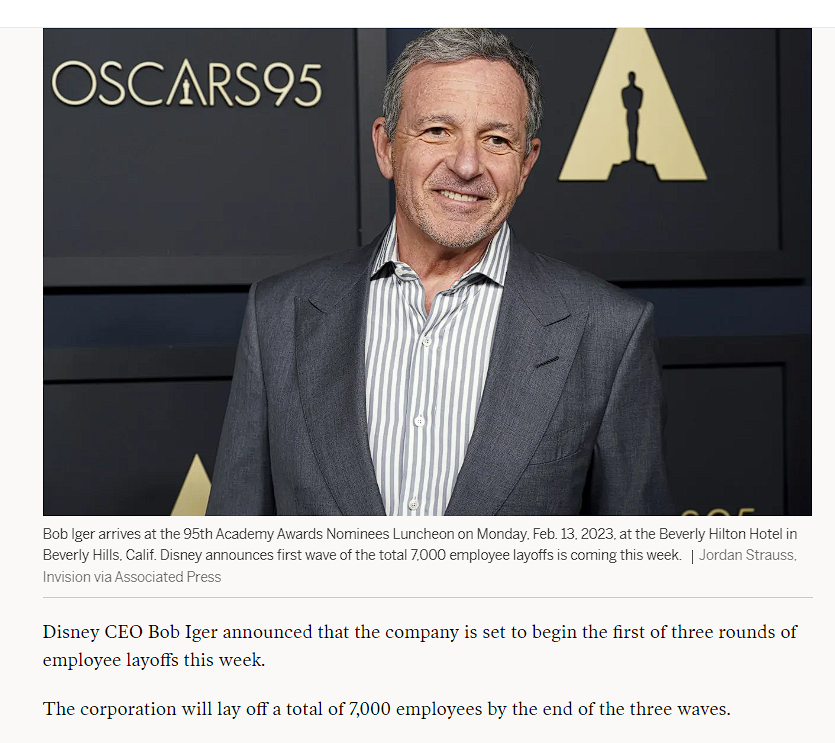 OSCARS95
Bob Iger arrives at the 95th Academy Awards Nominees Luncheon on Monday, Feb. 13, 2023, at the Beverly Hilton Hotel in
Beverly Hills, Calif. Disney announces first wave of the total 7,000 employee layoffs is coming this week. | Jordan Strauss,
Invision via Associated Press
Disney CEO Bob Iger announced that the company is set to begin the first of three rounds of
employee layoffs this week.
The corporation will lay off a total of 7,000 employees by the end of the three waves.